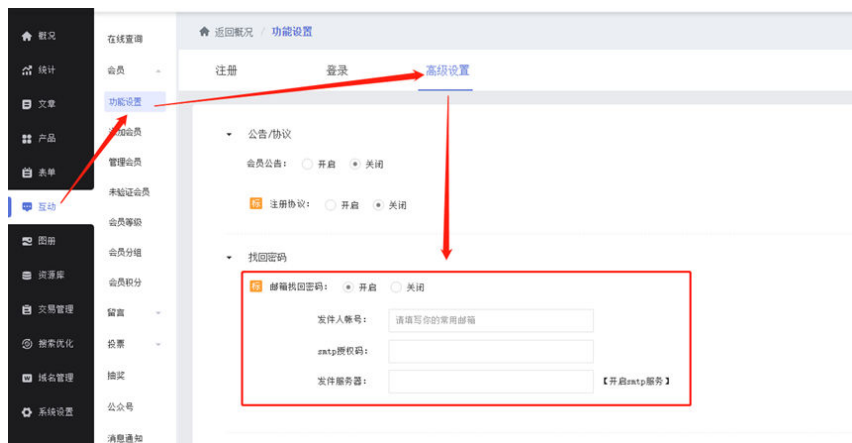 概况
统计
文章
产品
表单
互动
图册
资源库
交易管理
搜索优化
域名管理
系统设置
在线查询
会员
功能设置
添加会员
管理会员
未验证会员
会员等级
会员分组
会员积分
留言
投票
抽奖
公众号
消息通知
返回概况 / 功能设置
注册 登录 高级设置
公告/协议
会员公告: 开启 关闭
标 注册协议: 开启 关闭
找回密码
标 邮箱找回密码: 开启 关闭
发件人帐号: 请填写你的常用邮箱
smtp授权码:
发件服务器: 【开启smtp服务】